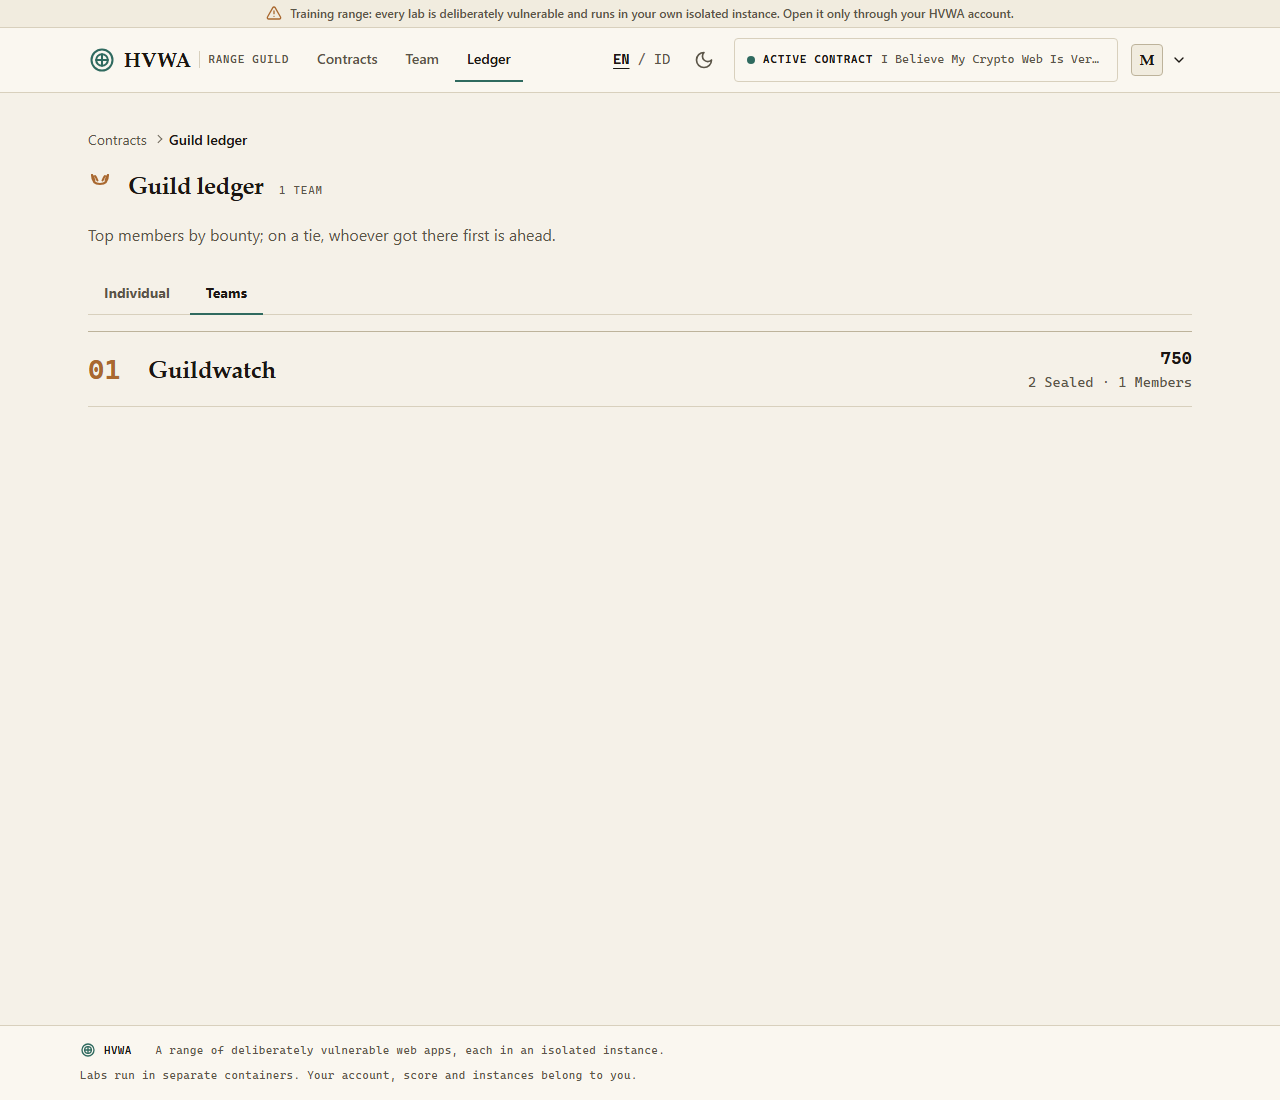 Training range: every lab is deliberately vulnerable and runs in your own isolated instance. Open it only through your HVWA account.
HVWA RANGE GUILD Contracts Team Ledger EN / ID ACTIVE CONTRACT I Believe My Crypto Web Is Ver… M
Contracts Guild ledger
Guild ledger 1 TEAM
Top members by bounty; on a tie, whoever got there first is ahead.
Individual Teams
01 Guildwatch 750
2 Sealed · 1 Members
HVWA A range of deliberately vulnerable web apps, each in an isolated instance.
Labs run in separate containers. Your account, score and instances belong to you.